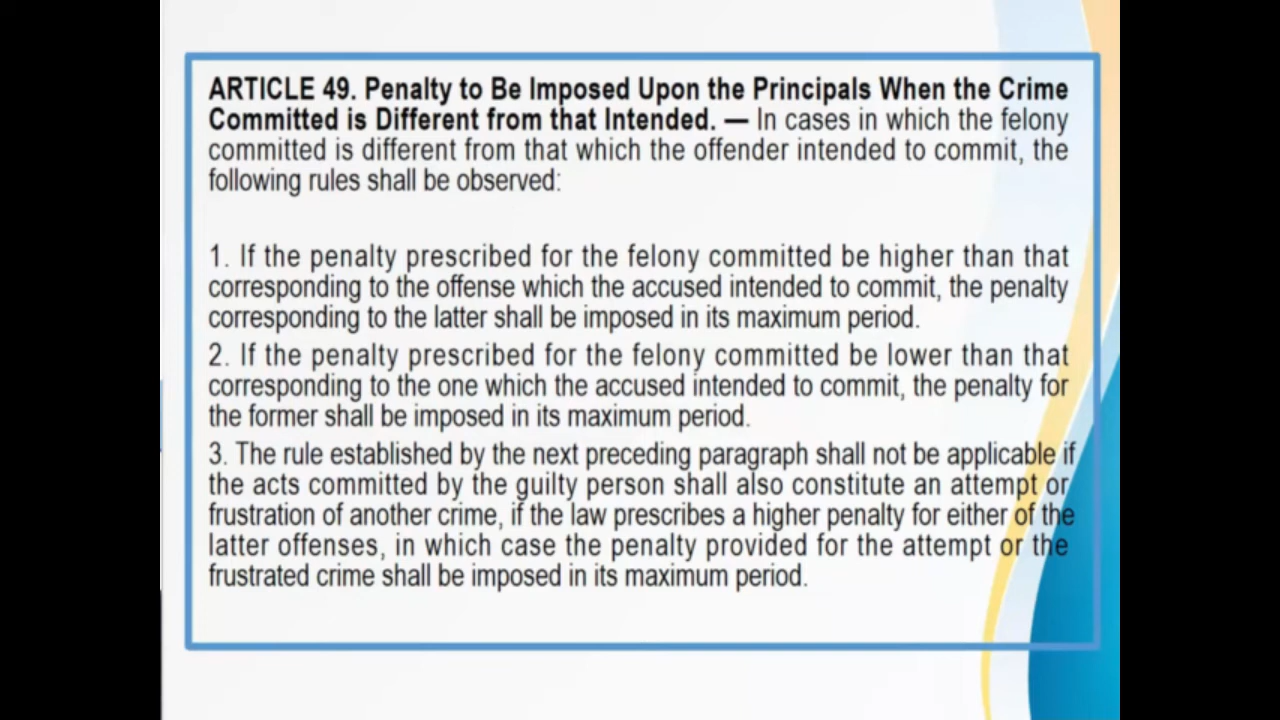 ARTICLE 49. Penalty to Be Imposed Upon the Principals When the Crime
Committed is Different from that Intended. — In cases in which the felony
committed is different from that which the offender intended to commit, the
following rules shall be observed:
1. If the penalty prescribed for the felony committed be higher than that
corresponding to the offense which the accused intended to commit, the penalty
corresponding to the latter shall be imposed in its maximum period.
2. If the penalty prescribed for the felony committed be lower than that
corresponding to the one which the accused intended to commit, the penalty for
the former shall be imposed in its maximum period.
3. The rule established by the next preceding paragraph shall not be applicable if
the acts committed by the guilty person shall also constitute an attempt or
frustration of another crime, if the law prescribes a higher penalty for either of the
latter offenses, in which case the penalty provided for the attempt or the
frustrated crime shall be imposed in its maximum period.